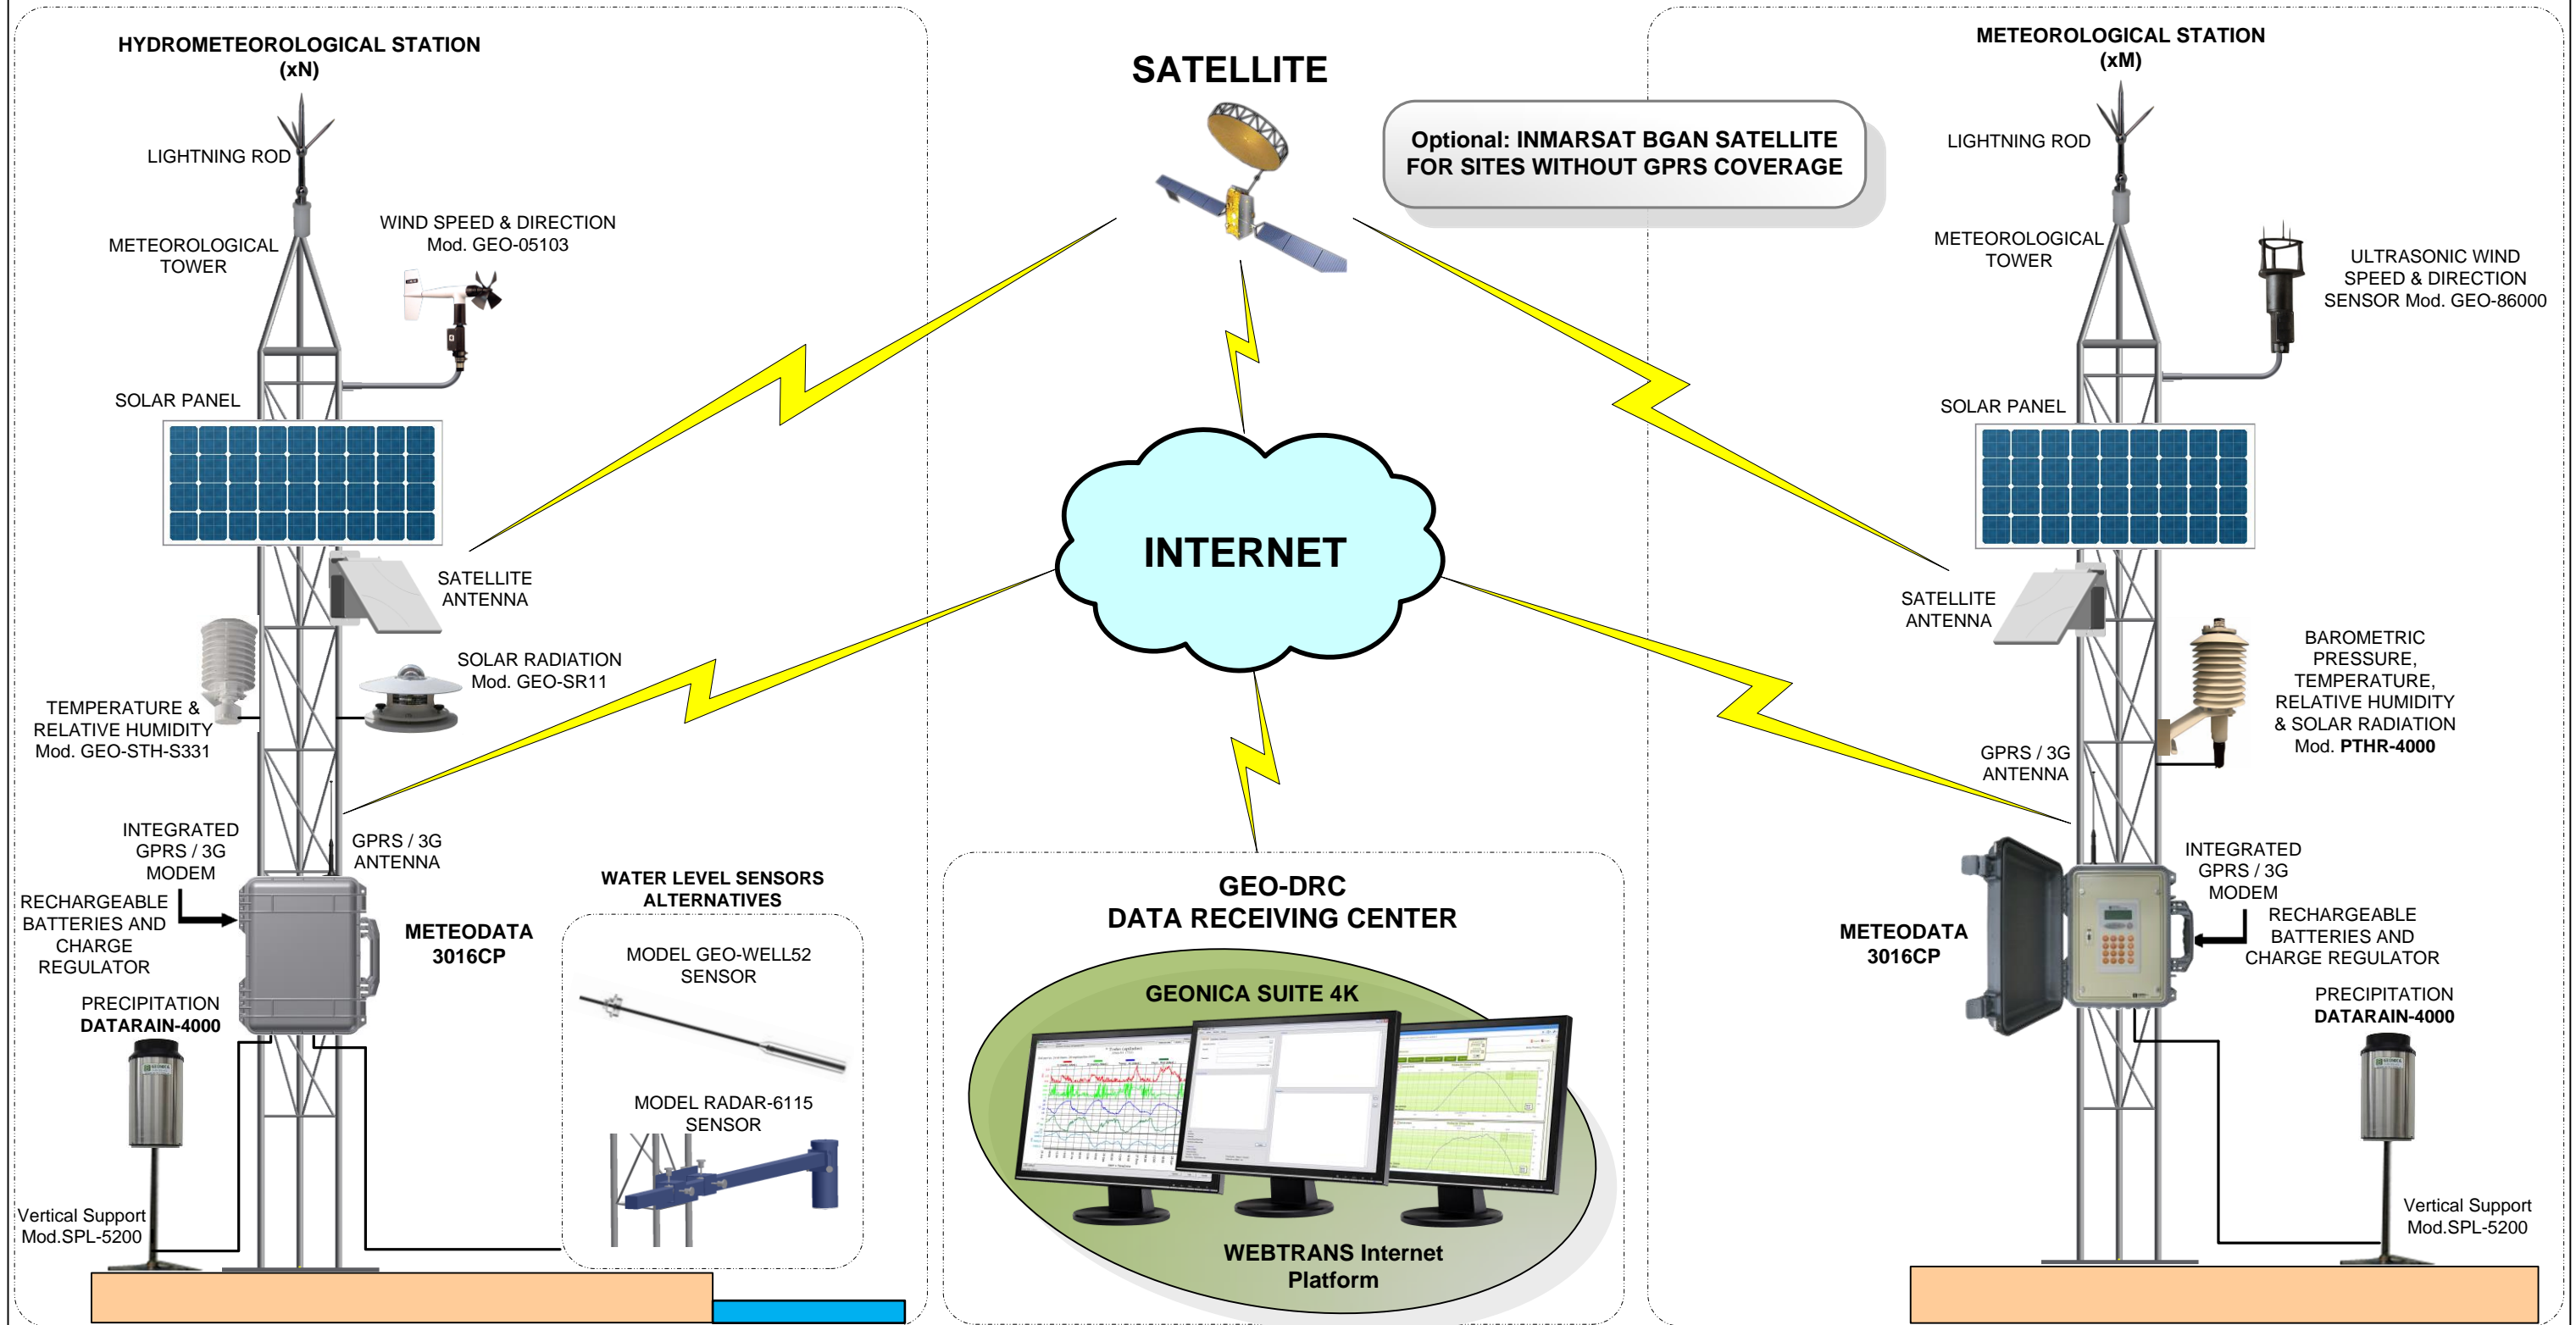 HYDROMETEOROLOGICAL STATION
(xN)
LIGHTNING ROD
WIND SPEED & DIRECTION
Mod. GEO-05103
METEOROLOGICAL
TOWER
SOLAR PANEL
SATELLITE
ANTENNA
SOLAR RADIATION
Mod. GEO-SR11
TEMPERATURE &
RELATIVE HUMIDITY
Mod. GEO-STH-S331
INTEGRATED
GPRS / 3G
MODEM
GPRS / 3G
ANTENNA
RECHARGEABLE
BATTERIES AND
CHARGE
REGULATOR
METEODATA
3016CP
PRECIPITATION
DATARAIN-4000
Vertical Support
Mod.SPL-5200
WATER LEVEL SENSORS
ALTERNATIVES
MODEL GEO-WELL52
SENSOR
MODEL RADAR-6115
SENSOR
SATELLITE
Optional: INMARSAT BGAN SATELLITE
FOR SITES WITHOUT GPRS COVERAGE
INTERNET
GEO-DRC
DATA RECEIVING CENTER
GEONICA SUITE 4K
WEBTRANS Internet
Platform
METEOROLOGICAL STATION
(xM)
LIGHTNING ROD
METEOROLOGICAL
TOWER
ULTRASONIC WIND
SPEED & DIRECTION
SENSOR Mod. GEO-86000
SOLAR PANEL
SATELLITE
ANTENNA
BAROMETRIC
PRESSURE,
TEMPERATURE,
RELATIVE HUMIDITY
& SOLAR RADIATION
Mod. PTHR-4000
GPRS / 3G
ANTENNA
INTEGRATED
GPRS / 3G
MODEM
METEODATA
3016CP
RECHARGEABLE
BATTERIES AND
CHARGE REGULATOR
PRECIPITATION
DATARAIN-4000
Vertical Support
Mod.SPL-5200